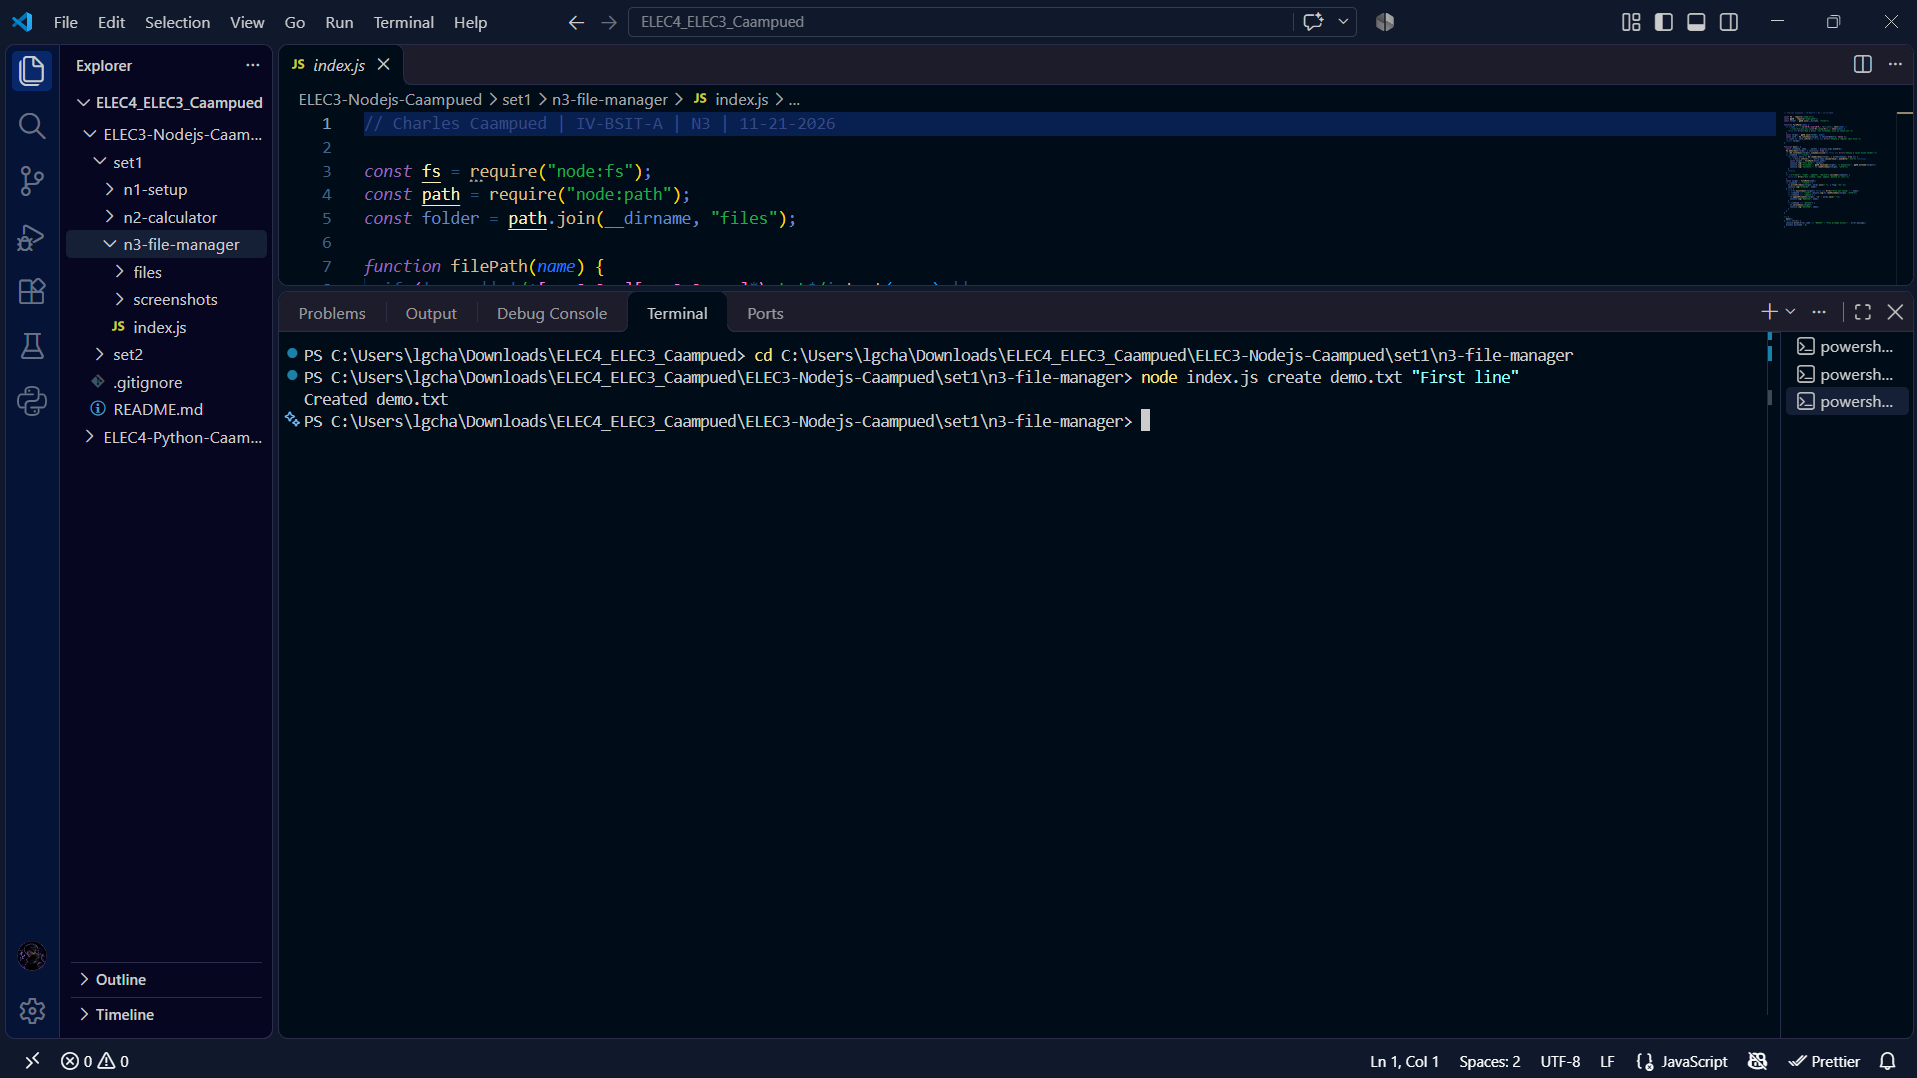 File Edit Selection View Go Run Terminal Help
ELEC4_ELEC3_Caampued
Explorer
ELEC4_ELEC3_Caampued
ELEC3-Nodejs-Caam...
set1
n1-setup
n2-calculator
n3-file-manager
files
screenshots
JS index.js
set2
.gitignore
README.md
ELEC4-Python-Caam...
Outline
Timeline
JS index.js
ELEC3-Nodejs-Caampued > set1 > n3-file-manager > JS index.js > ...
1 // Charles Caampued | IV-BSIT-A | N3 | 11-21-2026
2
3 const fs = require("node:fs");
4 const path = require("node:path");
5 const folder = path.join(__dirname, "files");
6
7 function filePath(name) {
Problems Output Debug Console Terminal Ports
PS C:\Users\lgcha\Downloads\ELEC4_ELEC3_Caampued> cd C:\Users\lgcha\Downloads\ELEC4_ELEC3_Caampued\ELEC3-Nodejs-Caampued\set1\n3-file-manager
PS C:\Users\lgcha\Downloads\ELEC4_ELEC3_Caampued\ELEC3-Nodejs-Caampued\set1\n3-file-manager> node index.js create demo.txt "First line"
Created demo.txt
PS C:\Users\lgcha\Downloads\ELEC4_ELEC3_Caampued\ELEC3-Nodejs-Caampued\set1\n3-file-manager>
powersh...
powersh...
powersh...
0 0
Ln 1, Col 1 Spaces: 2 UTF-8 LF JavaScript Prettier